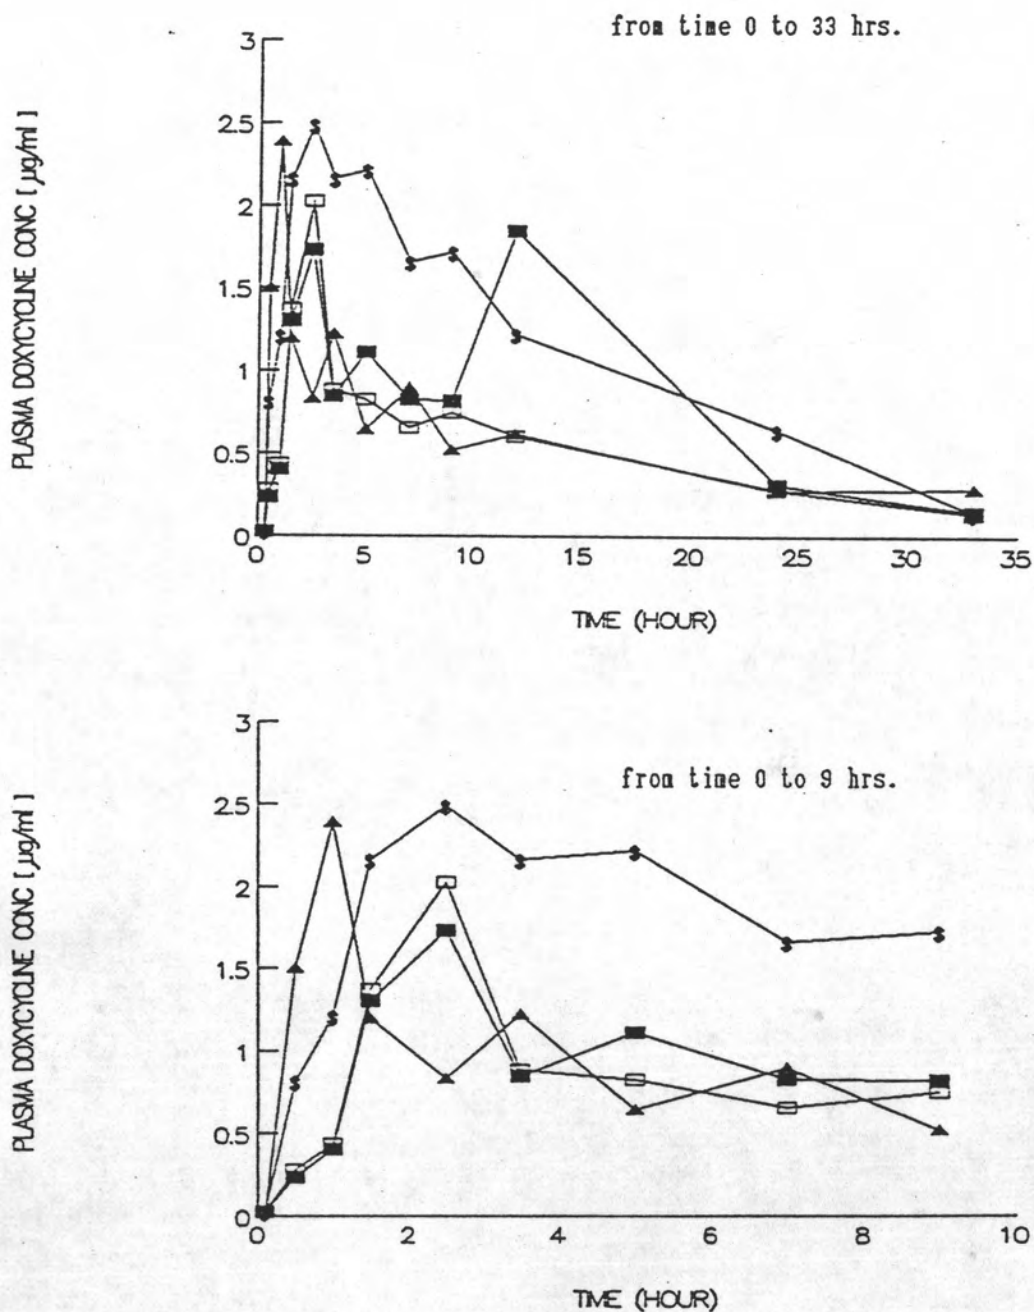 from time 0 to 33 hrs.
3
2.5
2
1.5
1
0.5
0
PLASMA DOXYCYCLINE CONC [ µg/ml ]
0 5 10 15 20 25 30 35
TIME (HOUR)
from time 0 to 9 hrs.
3
2.5
2
1.5
1
0.5
0
PLASMA DOXYCYCLINE CONC [ µg/ml ]
0 2 4 6 8 10
TIME (HOUR)